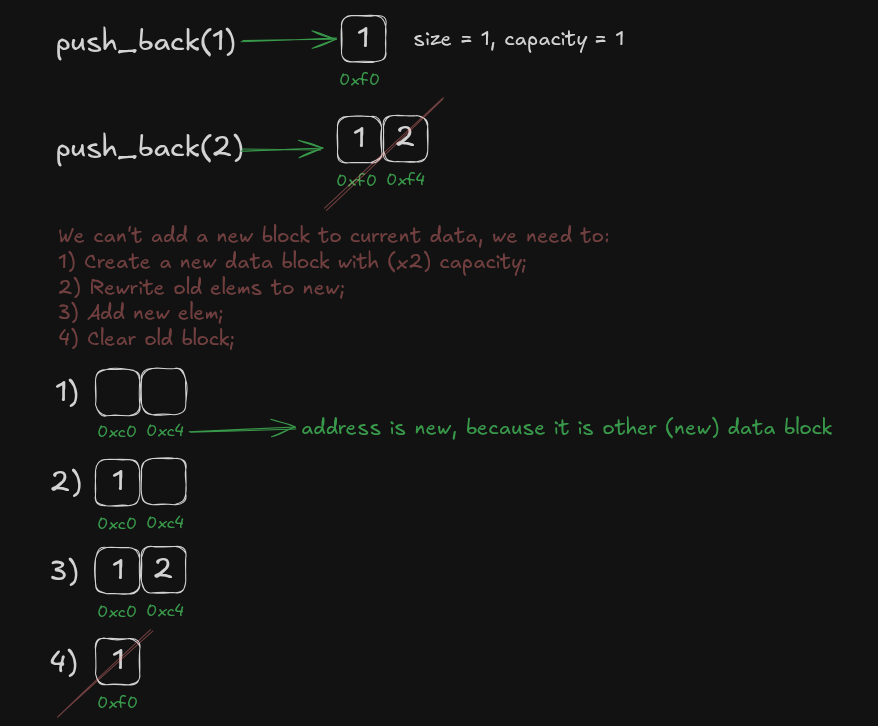 push_back(1)
1
size = 1, capacity = 1
0xf0
push_back(2)
1 2
0xf0 0xf4
We can't add a new block to current data, we need to:
1) Create a new data block with (x2) capacity;
2) Rewrite old elems to new;
3) Add new elem;
4) Clear old block;
1)
0xc0 0xc4
address is new, because it is other (new) data block
2) 1
0xc0 0xc4
3) 1 2
0xc0 0xc4
4) 1
0xf0